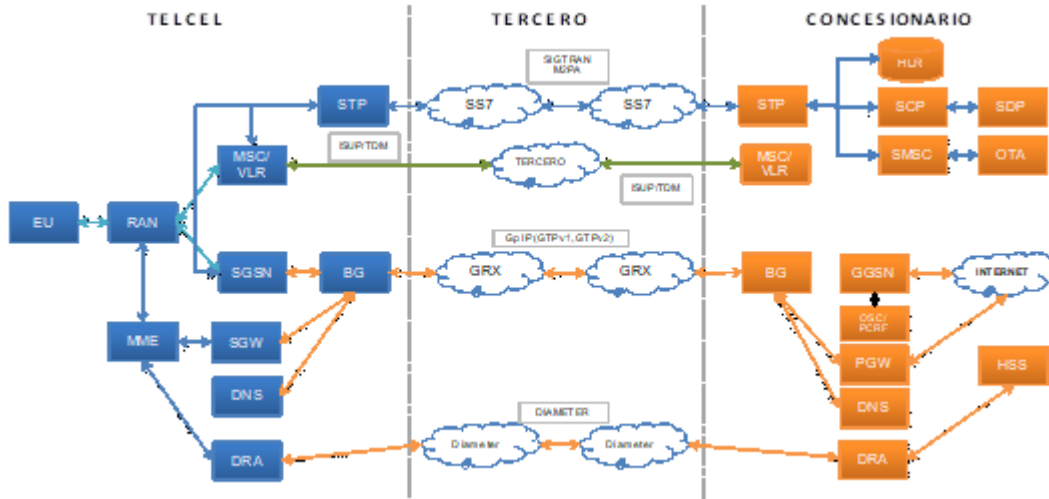 TELCEL
TERCERO
CONCESIONARIO
SIGTRAN
M2PA
HLR
STP
SS7
SS7
STP
SCP
SDP
ISUP/TDM
MSC/
VLR
TERCERO
MSC/
VLR
SMSC
OTA
ISUP/TDM
EU
RAN
GpIP(GTPv1,GTPv2)
SGSN
BG
GRX
GRX
BG
GGSN
INTERNET
OSC/
PCRF
MME
SGW
PGW
HSS
DNS
DNS
DIAMETER
DRA
Diameter
Diameter
DRA